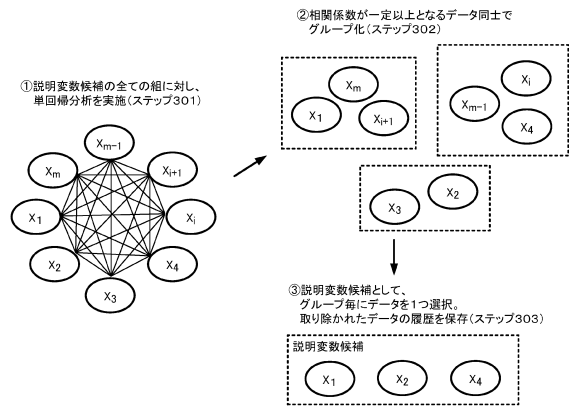 ①説明変数候補の全ての組に対し、
単回帰分析を実施(ステップ301)
Xm-1
Xm
Xi+1
X1
Xi
X2
X4
X3
②相関係数が一定以上となるデータ同士で
グループ化(ステップ302)
Xm
X1
Xi+1
Xi
Xm-1
X4
X3
X2
③説明変数候補として、
グループ毎にデータを1つ選択。
取り除かれたデータの履歴を保存(ステップ303)
説明変数候補
X1 X2 X4